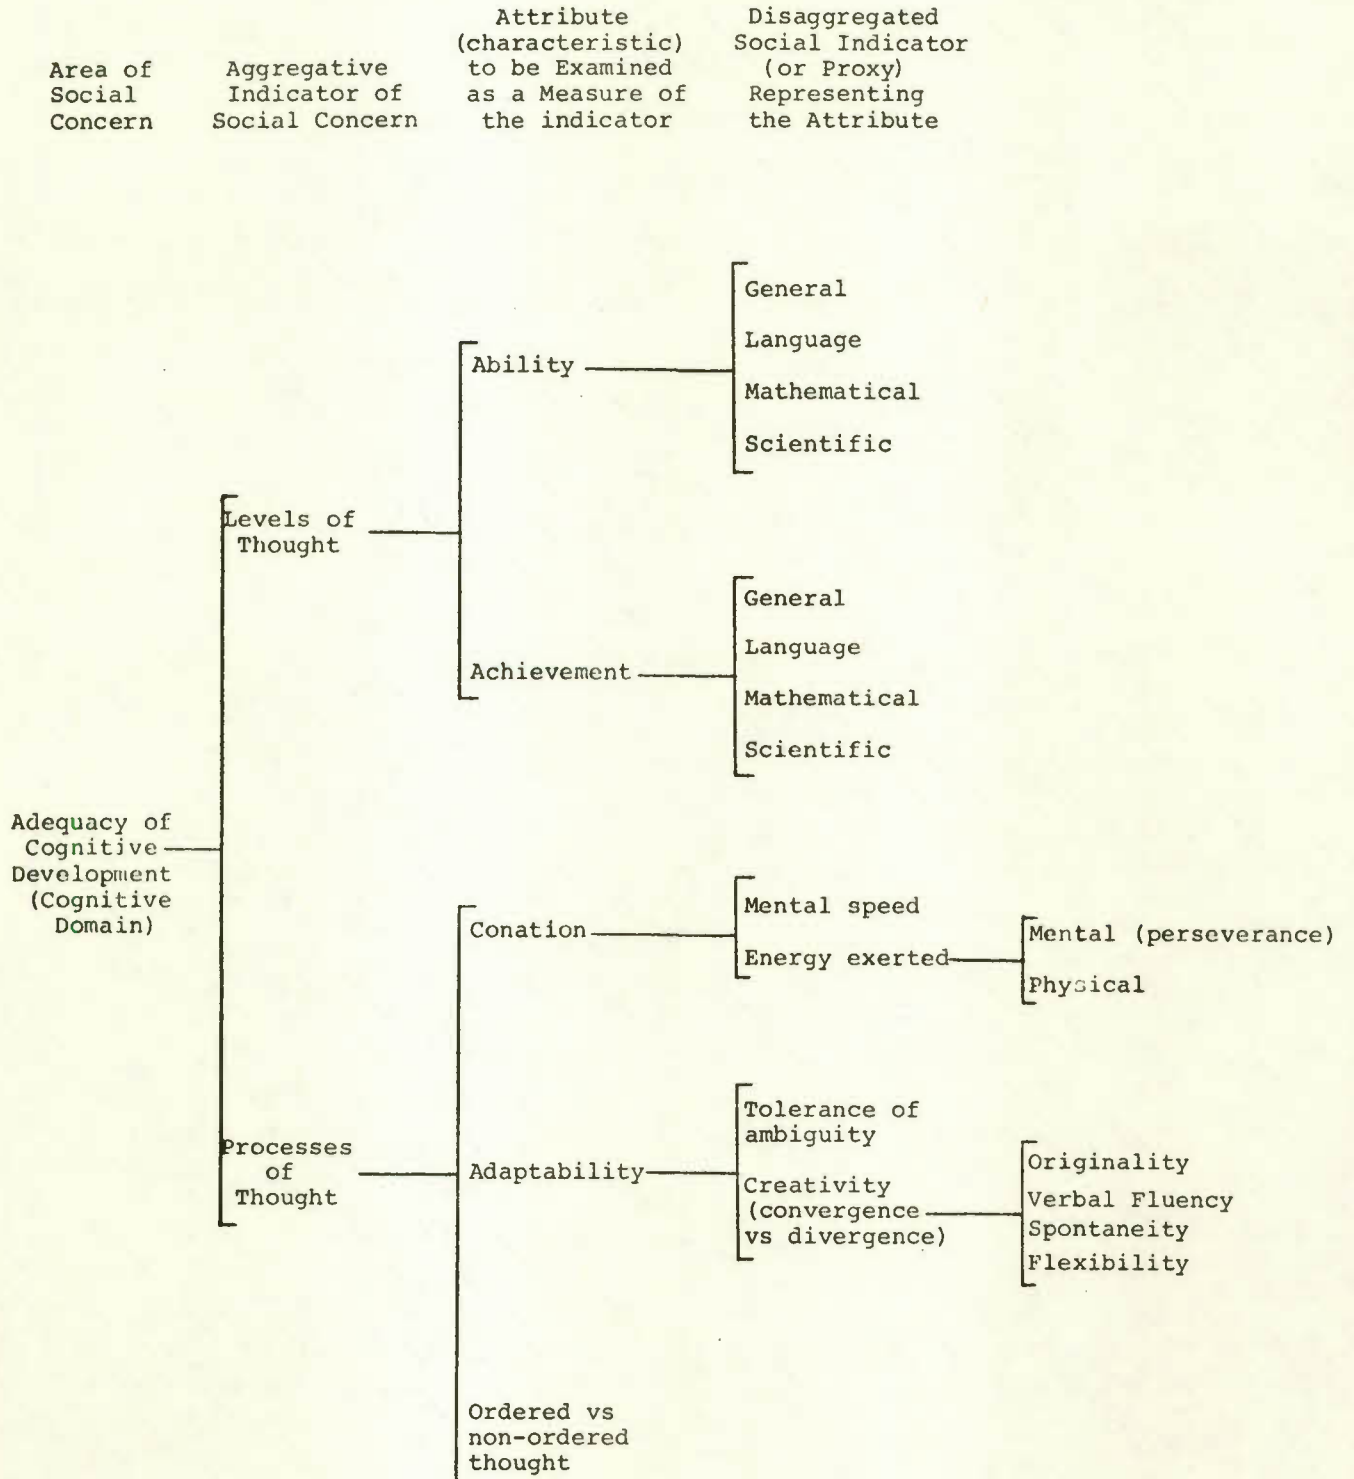 Area of
Social
Concern
Aggregative
Indicator of
Social Concern
Attribute
(characteristic)
to be Examined
as a Measure of
the indicator
Disaggregated
Social Indicator
(or Proxy)
Representing
the Attribute
Adequacy of
Cognitive
Development
(Cognitive
Domain)
Levels of
Thought
Ability
General
Language
Mathematical
Scientific
Achievement
General
Language
Mathematical
Scientific
Processes
of
Thought
Conation
Mental speed
Energy exerted
Mental (perseverance)
Physical
Adaptability
Tolerance of
ambiguity
Creativity
(convergence
vs divergence)
Originality
Verbal Fluency
Spontaneity
Flexibility
Ordered vs
non-ordered
thought